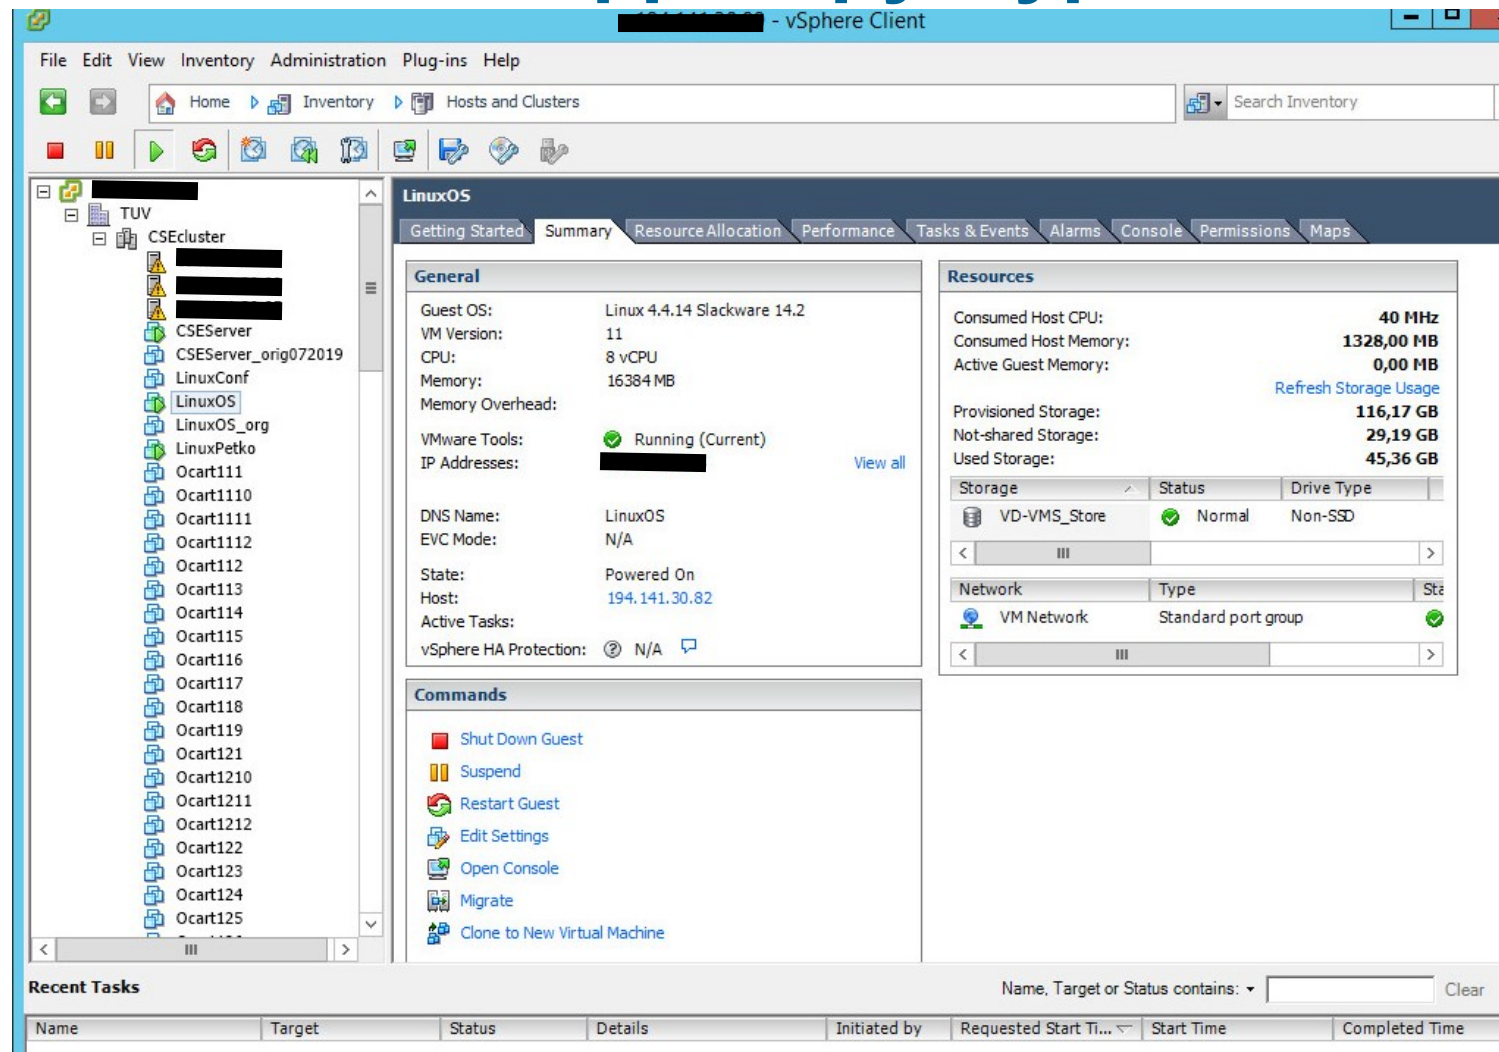 - vSphere Client
File Edit View Inventory Administration Plug-ins Help
Home Inventory Hosts and Clusters
Search Inventory
TUV
CSEcluster
CSEServer
CSEServer_orig072019
LinuxConf
LinuxOS
LinuxOS_org
LinuxPetko
Ocart111
Ocart1110
Ocart1111
Ocart1112
Ocart112
Ocart113
Ocart114
Ocart115
Ocart116
Ocart117
Ocart118
Ocart119
Ocart121
Ocart1210
Ocart1211
Ocart1212
Ocart122
Ocart123
Ocart124
Ocart125
LinuxOS
Getting Started Summary Resource Allocation Performance Tasks & Events Alarms Console Permissions Maps
General
Guest OS: Linux 4.4.14 Slackware 14.2
VM Version: 11
CPU: 8 vCPU
Memory: 16384 MB
Memory Overhead:
VMware Tools: Running (Current)
IP Addresses: View all
DNS Name: LinuxOS
EVC Mode: N/A
State: Powered On
Host: 194.141.30.82
Active Tasks:
vSphere HA Protection: N/A
Commands
Shut Down Guest
Suspend
Restart Guest
Edit Settings
Open Console
Migrate
Clone to New Virtual Machine
Resources
Consumed Host CPU: 40 MHz
Consumed Host Memory: 1328,00 MB
Active Guest Memory: 0,00 MB
Refresh Storage Usage
Provisioned Storage: 116,17 GB
Not-shared Storage: 29,19 GB
Used Storage: 45,36 GB
Storage Status Drive Type
VD-VMS_Store Normal Non-SSD
Network Type Sta
VM Network Standard port group
Recent Tasks
Name, Target or Status contains: Clear
Name Target Status Details Initiated by Requested Start Ti... Start Time Completed Time